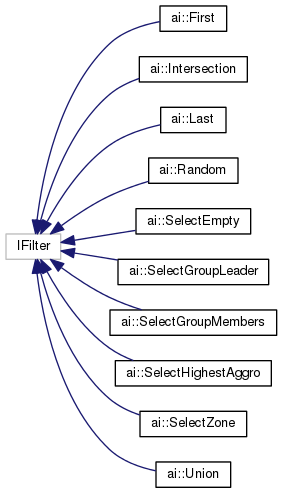 ai::First
ai::Intersection
ai::Last
ai::Random
ai::SelectEmpty
IFilter
ai::SelectGroupLeader
ai::SelectGroupMembers
ai::SelectHighestAggro
ai::SelectZone
ai::Union